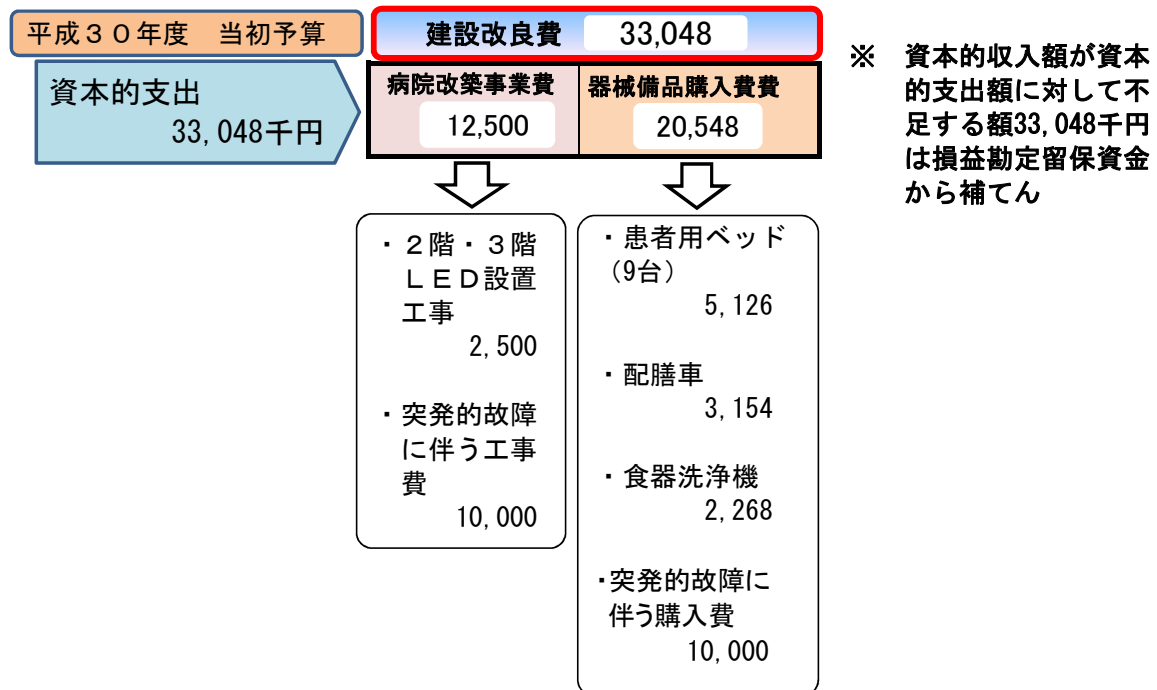 平成３０年度　当初予算
資本的支出
33,048千円
建設改良費　33,048
病院改築事業費
12,500
器械備品購入費費
20,548
・２階・３階
ＬＥＤ設置
工事
2,500
・突発的故障
に伴う工事
費
10,000
・患者用ベッド
（9台）
5,126
・配膳車
3,154
・食器洗浄機
2,268
・突発的故障に
伴う購入費
10,000
※　資本的収入額が資本
的支出額に対して不
足する額33,048千円
は損益勘定留保資金
から補てん